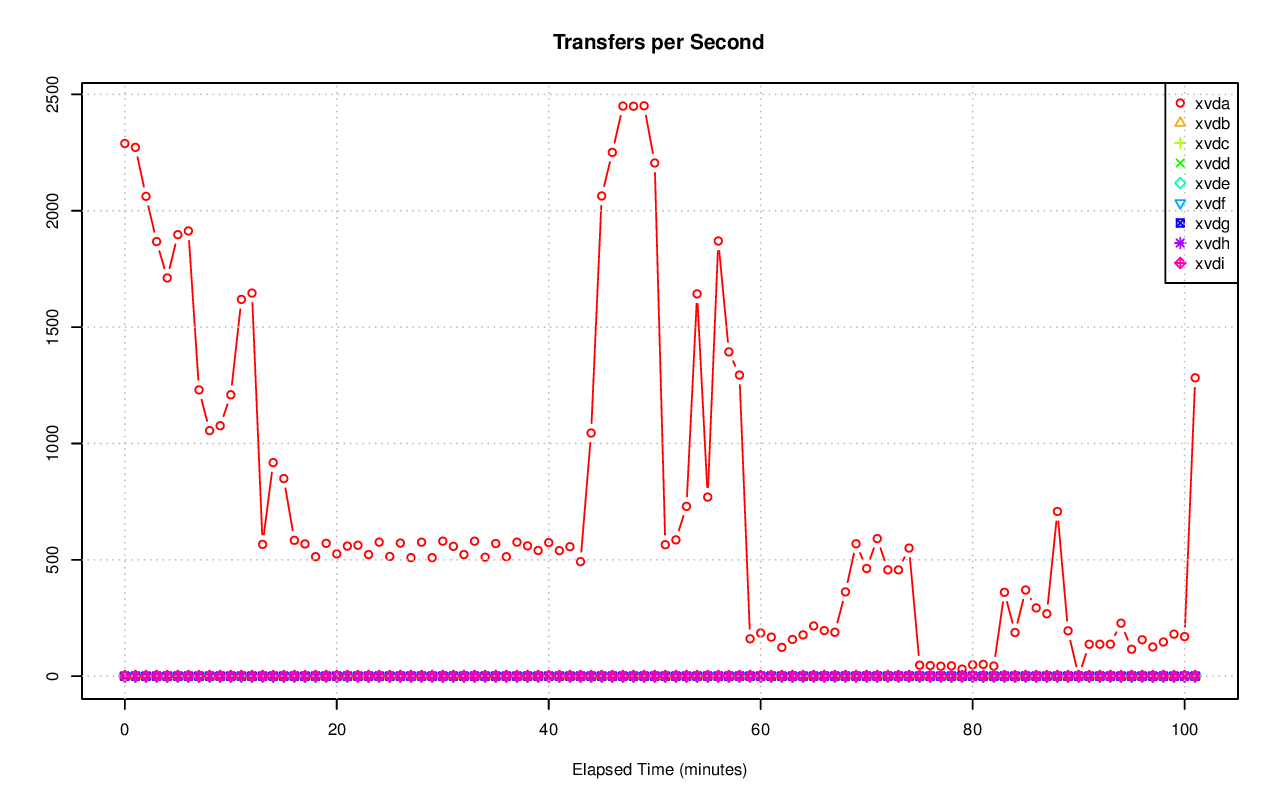 Transfers per Second
2500
2000
1500
1000
500
0
0 20 40 60 80 100
Elapsed Time (minutes)
xvda
xvdb
xvdc
xvdd
xvde
xvdf
xvdg
xvdh
xvdi